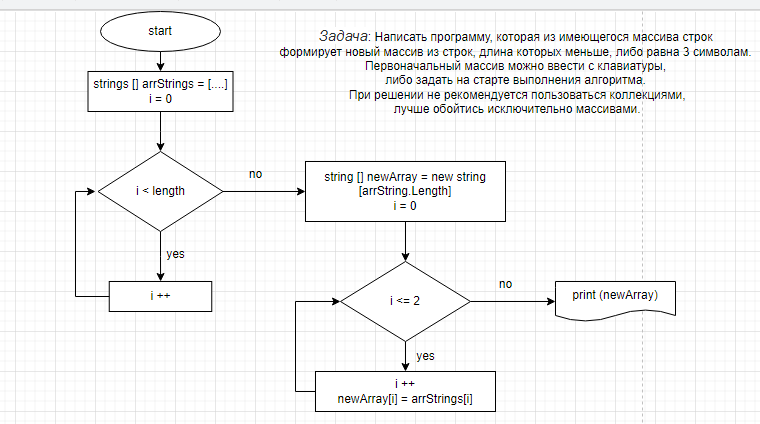 start
Задача: Написать программу, которая из имеющегося массива строк
формирует новый массив из строк, длина которых меньше, либо равна 3 символам.
Первоначальный массив можно ввести с клавиатуры,
либо задать на старте выполнения алгоритма.
При решении не рекомендуется пользоваться коллекциями,
лучше обойтись исключительно массивами.
strings [] arrStrings = [....]
i = 0
i < length
no
yes
i ++
string [] newArray = new string
[arrString.Length]
i = 0
i <= 2
no
yes
print (newArray)
i ++
newArray[i] = arrStrings[i]